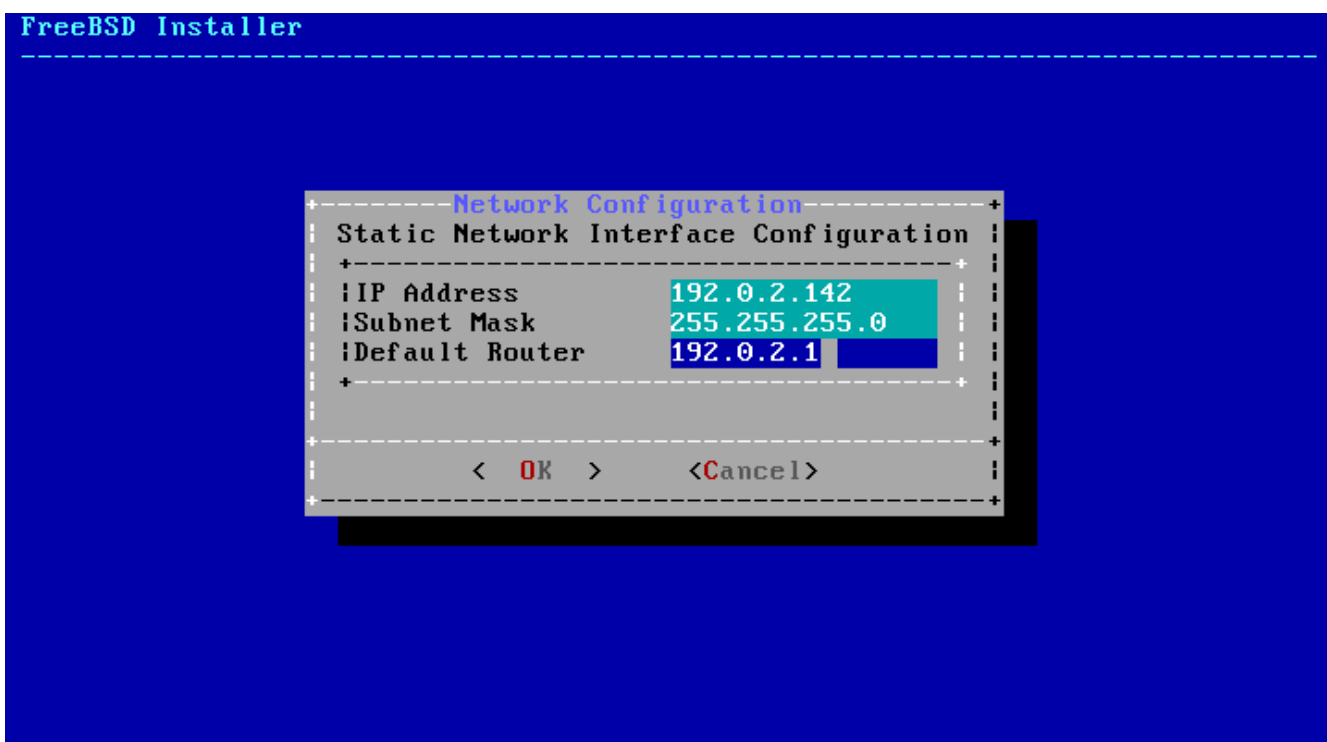 FreeBSD Installer
Network Configuration
Static Network Interface Configuration
IP Address 192.0.2.142
Subnet Mask 255.255.255.0
Default Router 192.0.2.1
< OK > <Cancel>